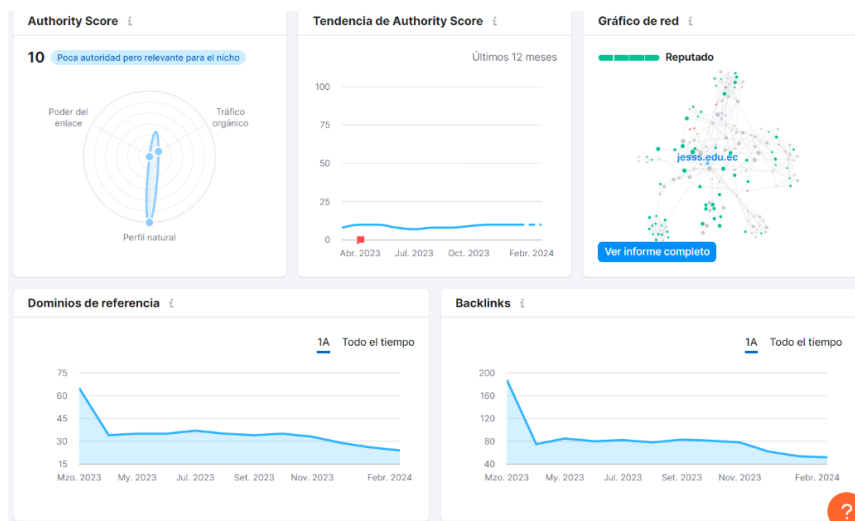 Authority Score i
10 Poca autoridad pero relevante para el nicho
Poder del
enlace
Tráfico
orgánico
Perfil natural
Tendencia de Authority Score i
Últimos 12 meses
100
75
50
25
0
Abr. 2023 Jul. 2023 Oct. 2023 Febr. 2024
Gráfico de red i
Reputado
jesss.edu.ec
Ver informe completo
Dominios de referencia i
1A Todo el tiempo
75
60
45
30
15
Mzo. 2023 My. 2023 Jul. 2023 Set. 2023 Nov. 2023 Febr. 2024
Backlinks i
1A Todo el tiempo
200
160
120
80
40
Mzo. 2023 My. 2023 Jul. 2023 Set. 2023 Nov. 2023 Febr. 2024
?